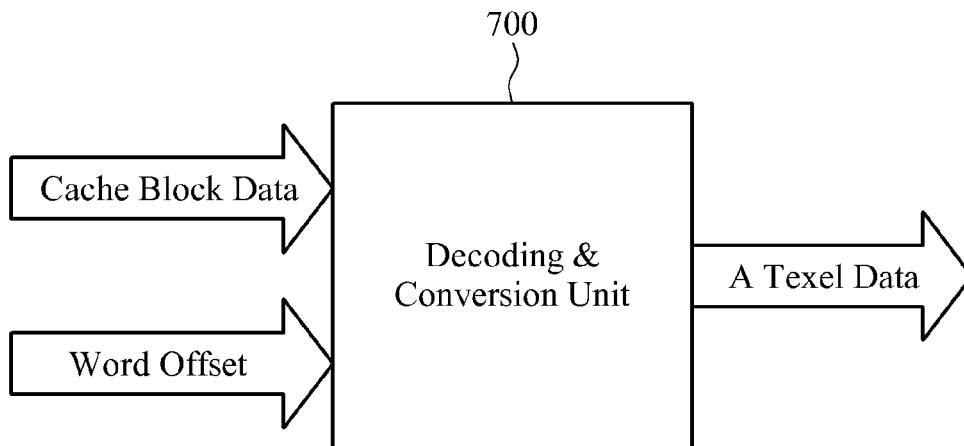 700
Cache Block Data
Decoding &
Conversion Unit
A Texel Data
Word Offset